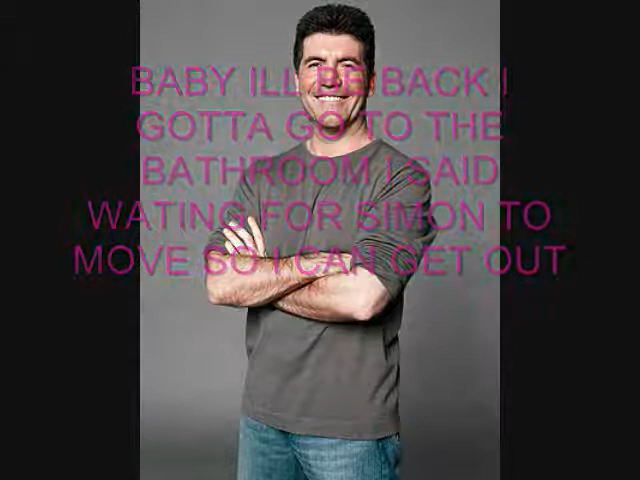 BABY ILL BE BACK I
GOTTA GO TO THE
BATHROOM I SAID
WATING FOR SIMON TO
MOVE SO I CAN GET OUT